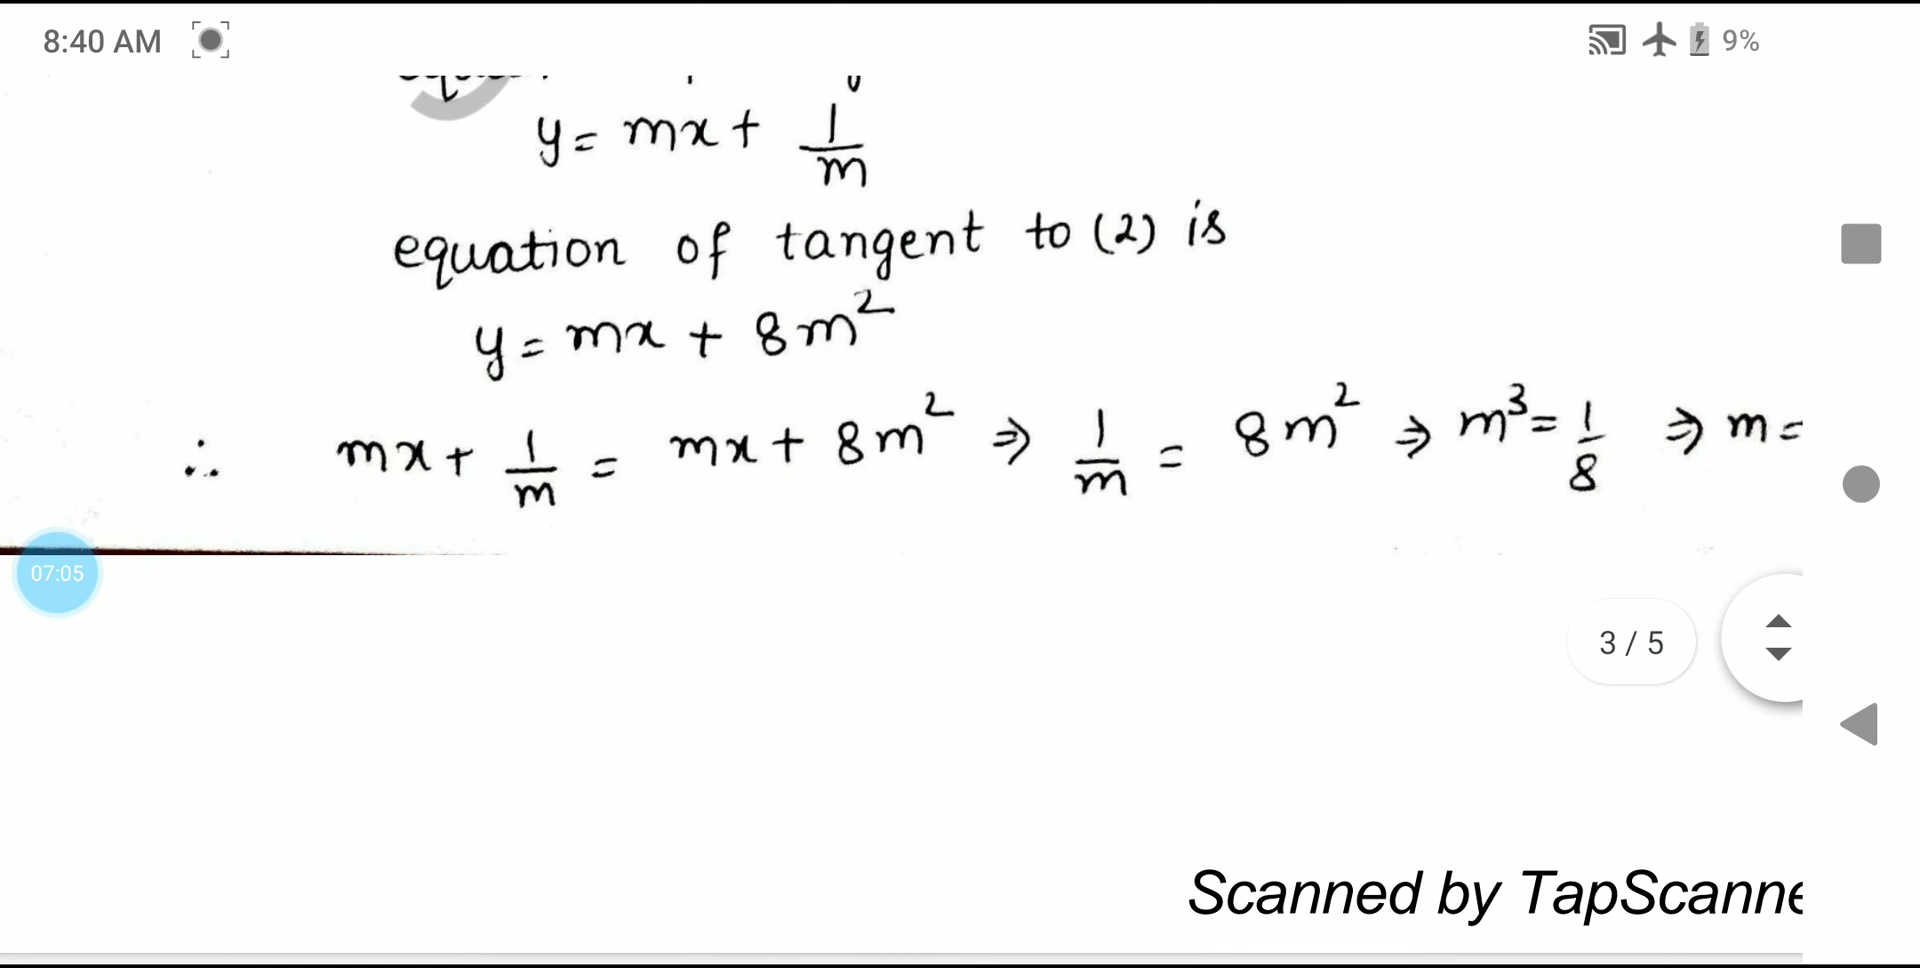 8:40 AM 9%
y = mx + 1/m
equation of tangent to (2) is
y = mx + 8m²
∴ mx + 1/m = mx + 8m² ⇒ 1/m = 8m² ⇒ m³ = 1/8 ⇒ m =
07:05
3 / 5
Scanned by TapScanne